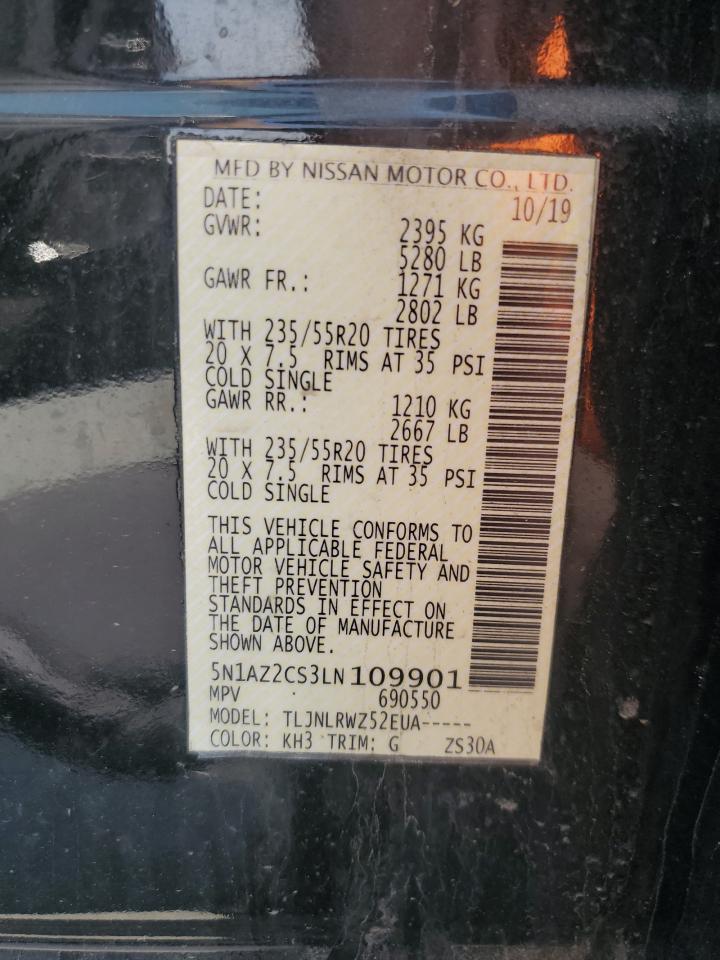 MFD BY NISSAN MOTOR CO., LTD.
DATE: 10/19
GVWR: 2395 KG
5280 LB
GAWR FR.: 1271 KG
2802 LB
WITH 235/55R20 TIRES
20 X 7.5 RIMS AT 35 PSI
COLD SINGLE
GAWR RR.: 1210 KG
2667 LB
WITH 235/55R20 TIRES
20 X 7.5 RIMS AT 35 PSI
COLD SINGLE
THIS VEHICLE CONFORMS TO
ALL APPLICABLE FEDERAL
MOTOR VEHICLE SAFETY AND
THEFT PREVENTION
STANDARDS IN EFFECT ON
THE DATE OF MANUFACTURE
SHOWN ABOVE.
5N1AZ2CS3LN109901
MPV 690550
MODEL: TLJNLRWZ52EUA-----
COLOR: KH3 TRIM: G ZS30A